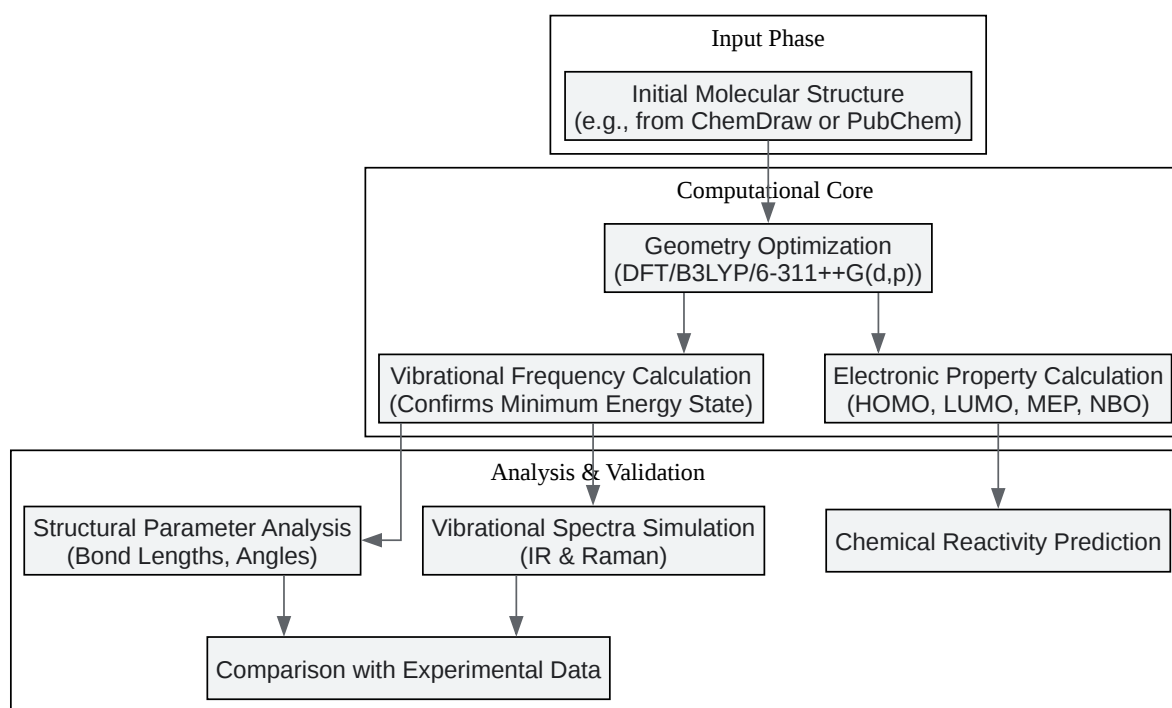 Input Phase
Initial Molecular Structure
(e.g., from ChemDraw or PubChem)
Computational Core
Geometry Optimization
(DFT/B3LYP/6-311++G(d,p))
Vibrational Frequency Calculation
(Confirms Minimum Energy State)
Electronic Property Calculation
(HOMO, LUMO, MEP, NBO)
Analysis & Validation
Structural Parameter Analysis
(Bond Lengths, Angles)
Vibrational Spectra Simulation
(IR & Raman)
Chemical Reactivity Prediction
Comparison with Experimental Data